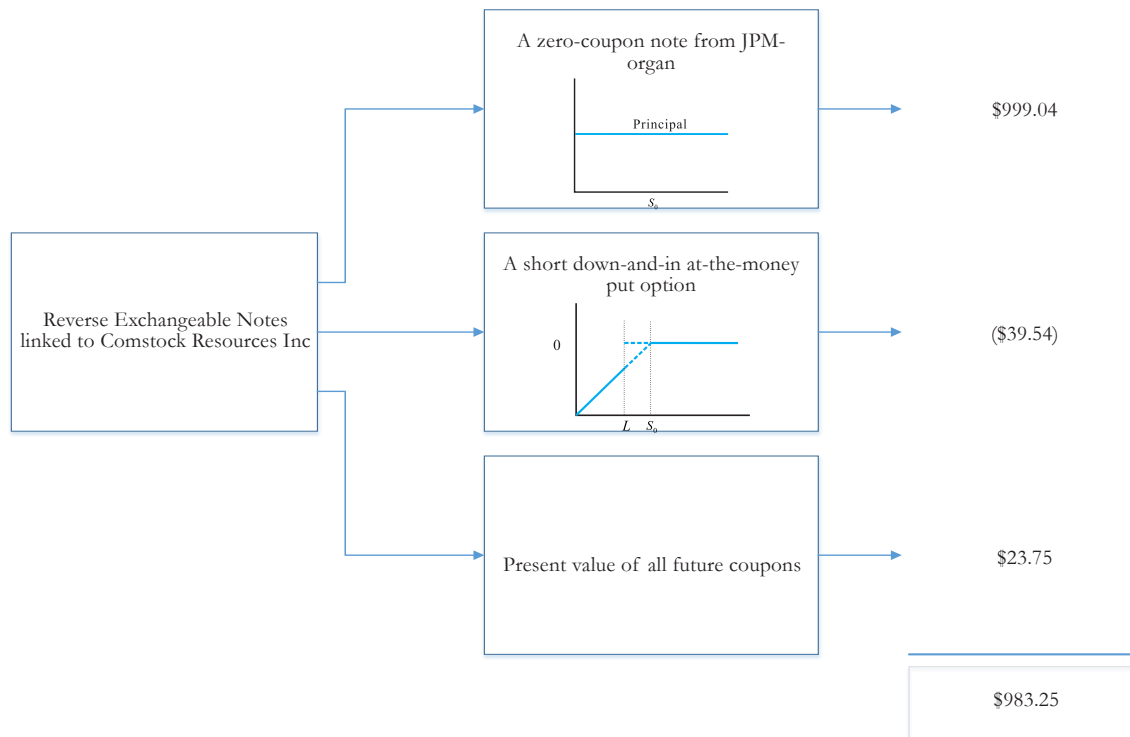 A zero-coupon note from JPM-
organ
Principal
S₀
$999.04
Reverse Exchangeable Notes
linked to Comstock Resources Inc
A short down-and-in at-the-money
put option
0
L S₀
($39.54)
Present value of all future coupons
$23.75
$983.25